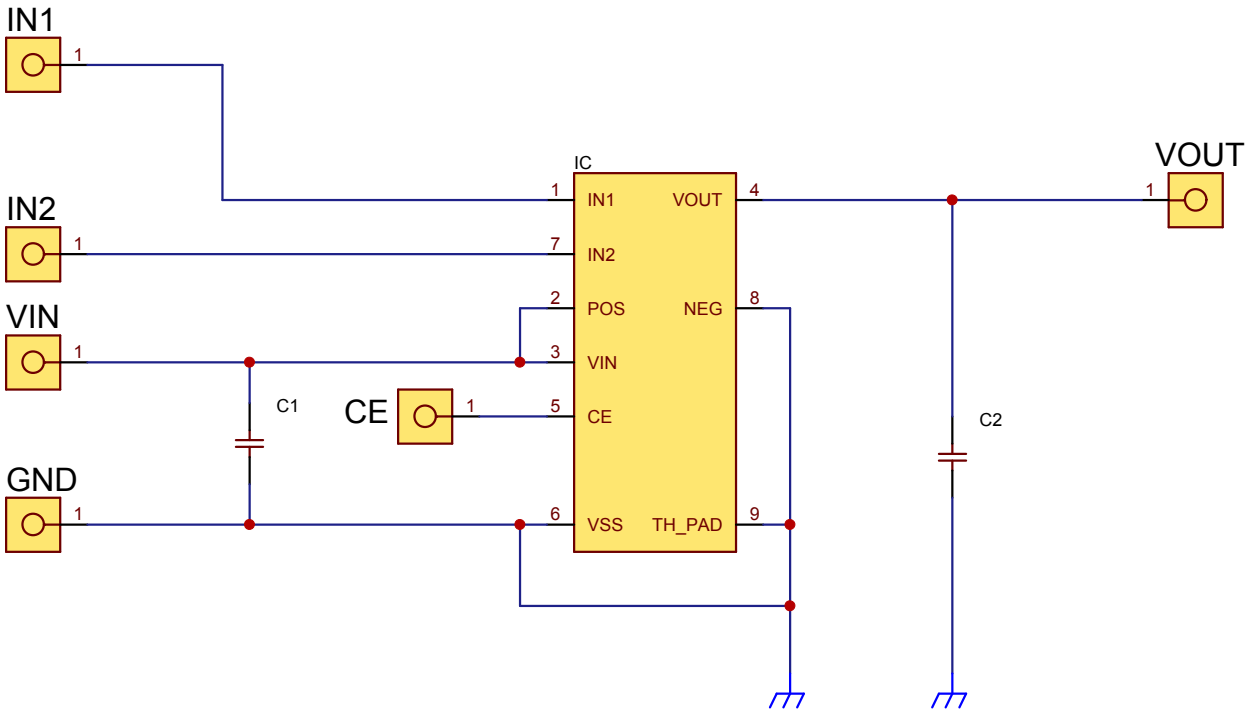 IN1
1
IN2
1
VIN
1
C1
CE
1
GND
1
IC
1 IN1 VOUT 4
7 IN2
2 POS NEG 8
3 VIN
5 CE
6 VSS TH_PAD 9
VOUT
1
C2